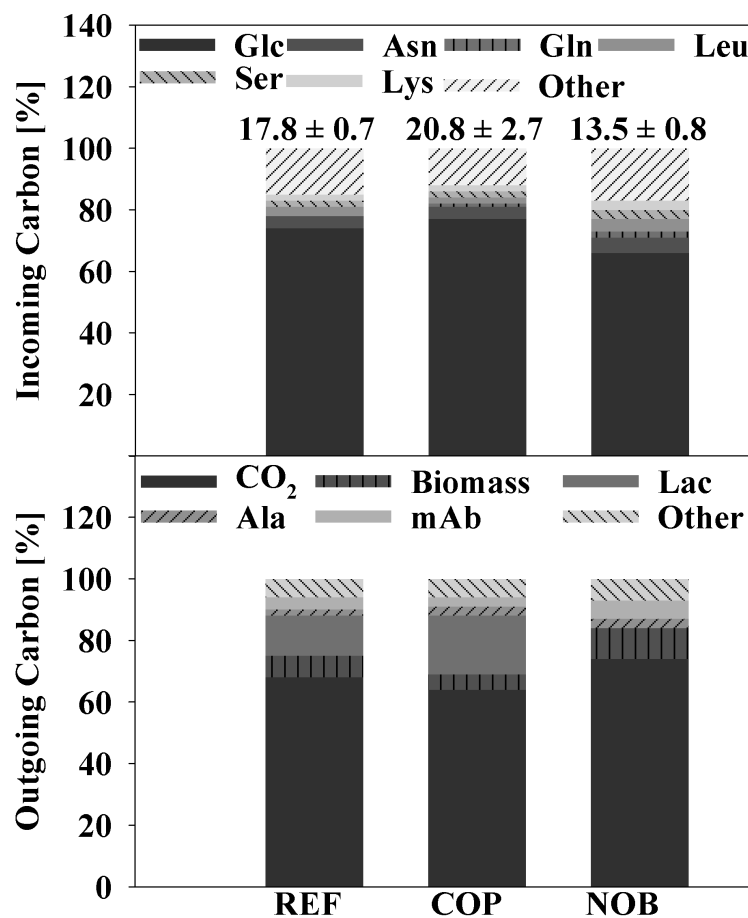 140
Glc Asn Gln Leu
120
Ser Lys Other
17.8 ± 0.7 20.8 ± 2.7 13.5 ± 0.8
100
80
60
40
20
Incoming Carbon [%]
CO₂ Biomass Lac
120
Ala mAb Other
100
80
60
40
20
0
Outgoing Carbon [%]
REF COP NOB